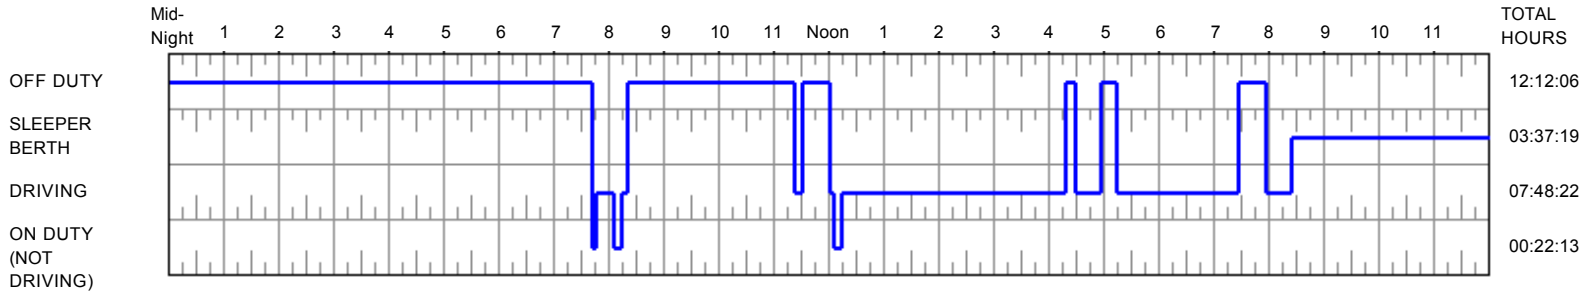 Mid-
Night 1 2 3 4 5 6 7 8 9 10 11 Noon 1 2 3 4 5 6 7 8 9 10 11
TOTAL
HOURS
OFF DUTY 12:12:06
SLEEPER
BERTH
03:37:19
DRIVING 07:48:22
ON DUTY
(NOT
DRIVING)
00:22:13